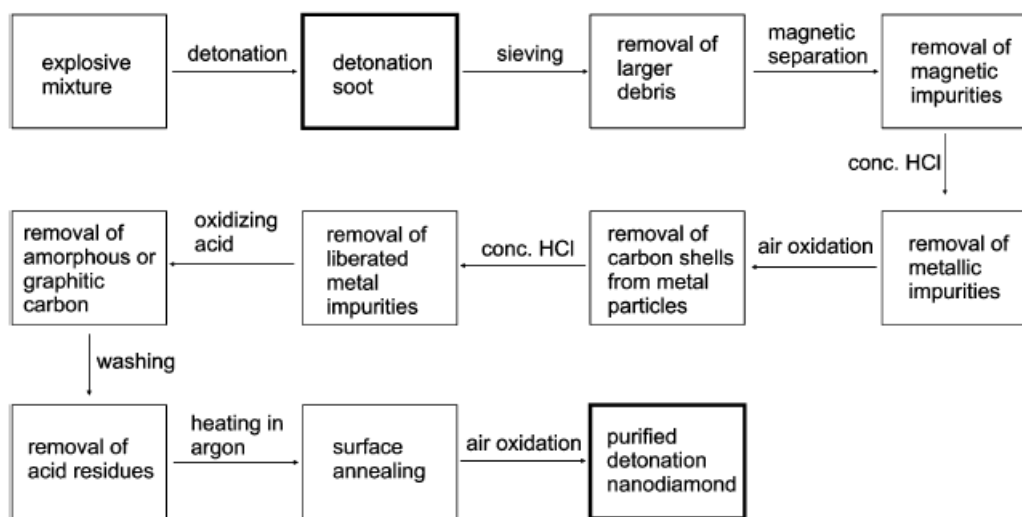 explosive
mixture
detonation
detonation
soot
sieving
removal of
larger
debris
magnetic
separation
removal of
magnetic
impurities
conc. HCl
removal of
metallic
impurities
air oxidation
removal of
carbon shells
from metal
particles
conc. HCl
removal of
liberated
metal
impurities
oxidizing
acid
removal of
amorphous or
graphitic
carbon
washing
removal of
acid residues
heating in
argon
surface
annealing
air oxidation
purified
detonation
nanodiamond